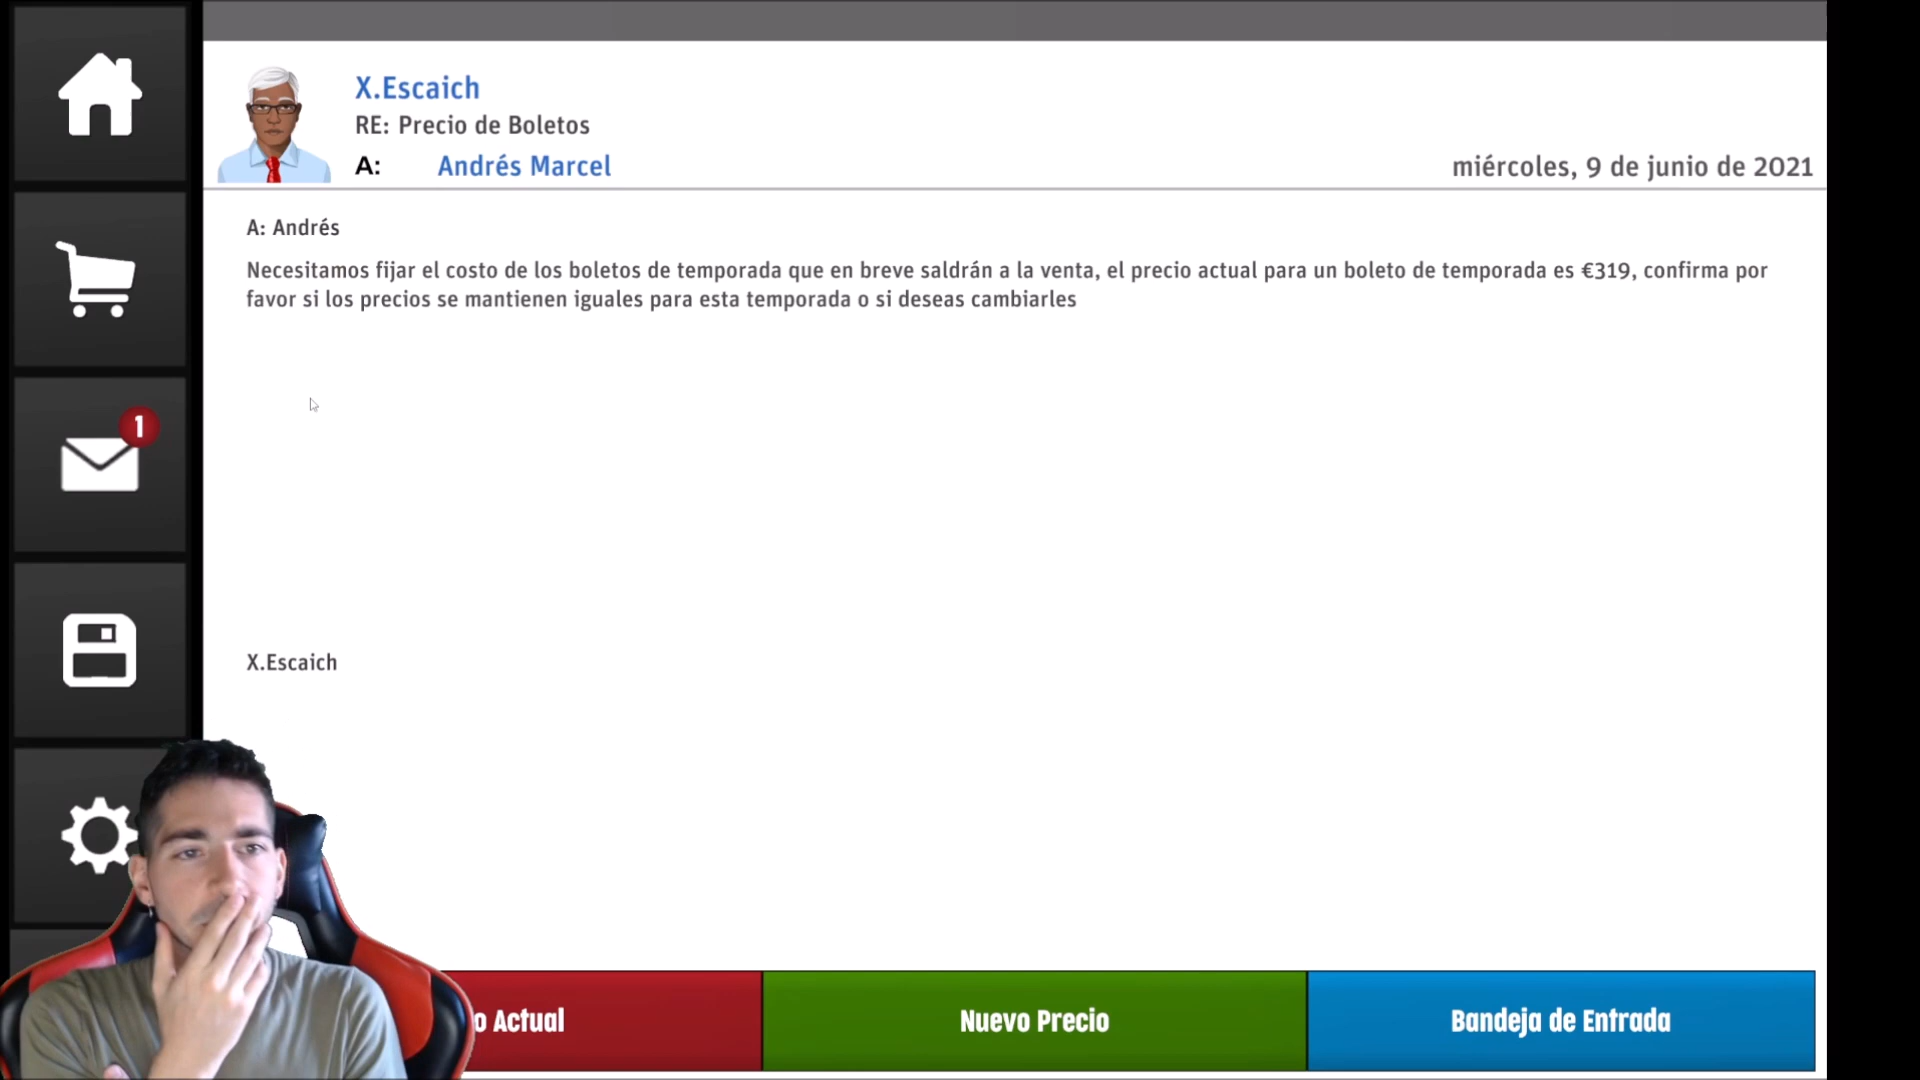 X.Escaich
RE: Precio de Boletos
A: Andrés Marcel
miércoles, 9 de junio de 2021
A: Andrés
Necesitamos fijar el costo de los boletos de temporada que en breve saldrán a la venta, el precio actual para un boleto de temporada es €319, confirma por
favor si los precios se mantienen iguales para esta temporada o si deseas cambiarles
1
X.Escaich
Actual
Nuevo Precio
Bandeja de Entrada